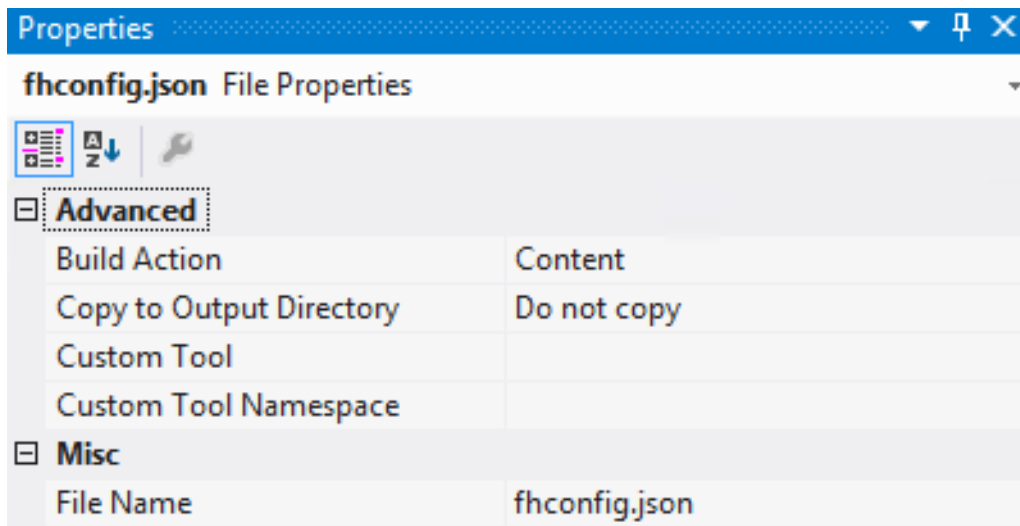 Properties
fhconfig.json File Properties
A
Z
Advanced
Build Action Content
Copy to Output Directory Do not copy
Custom Tool
Custom Tool Namespace
Misc
File Name fhconfig.json